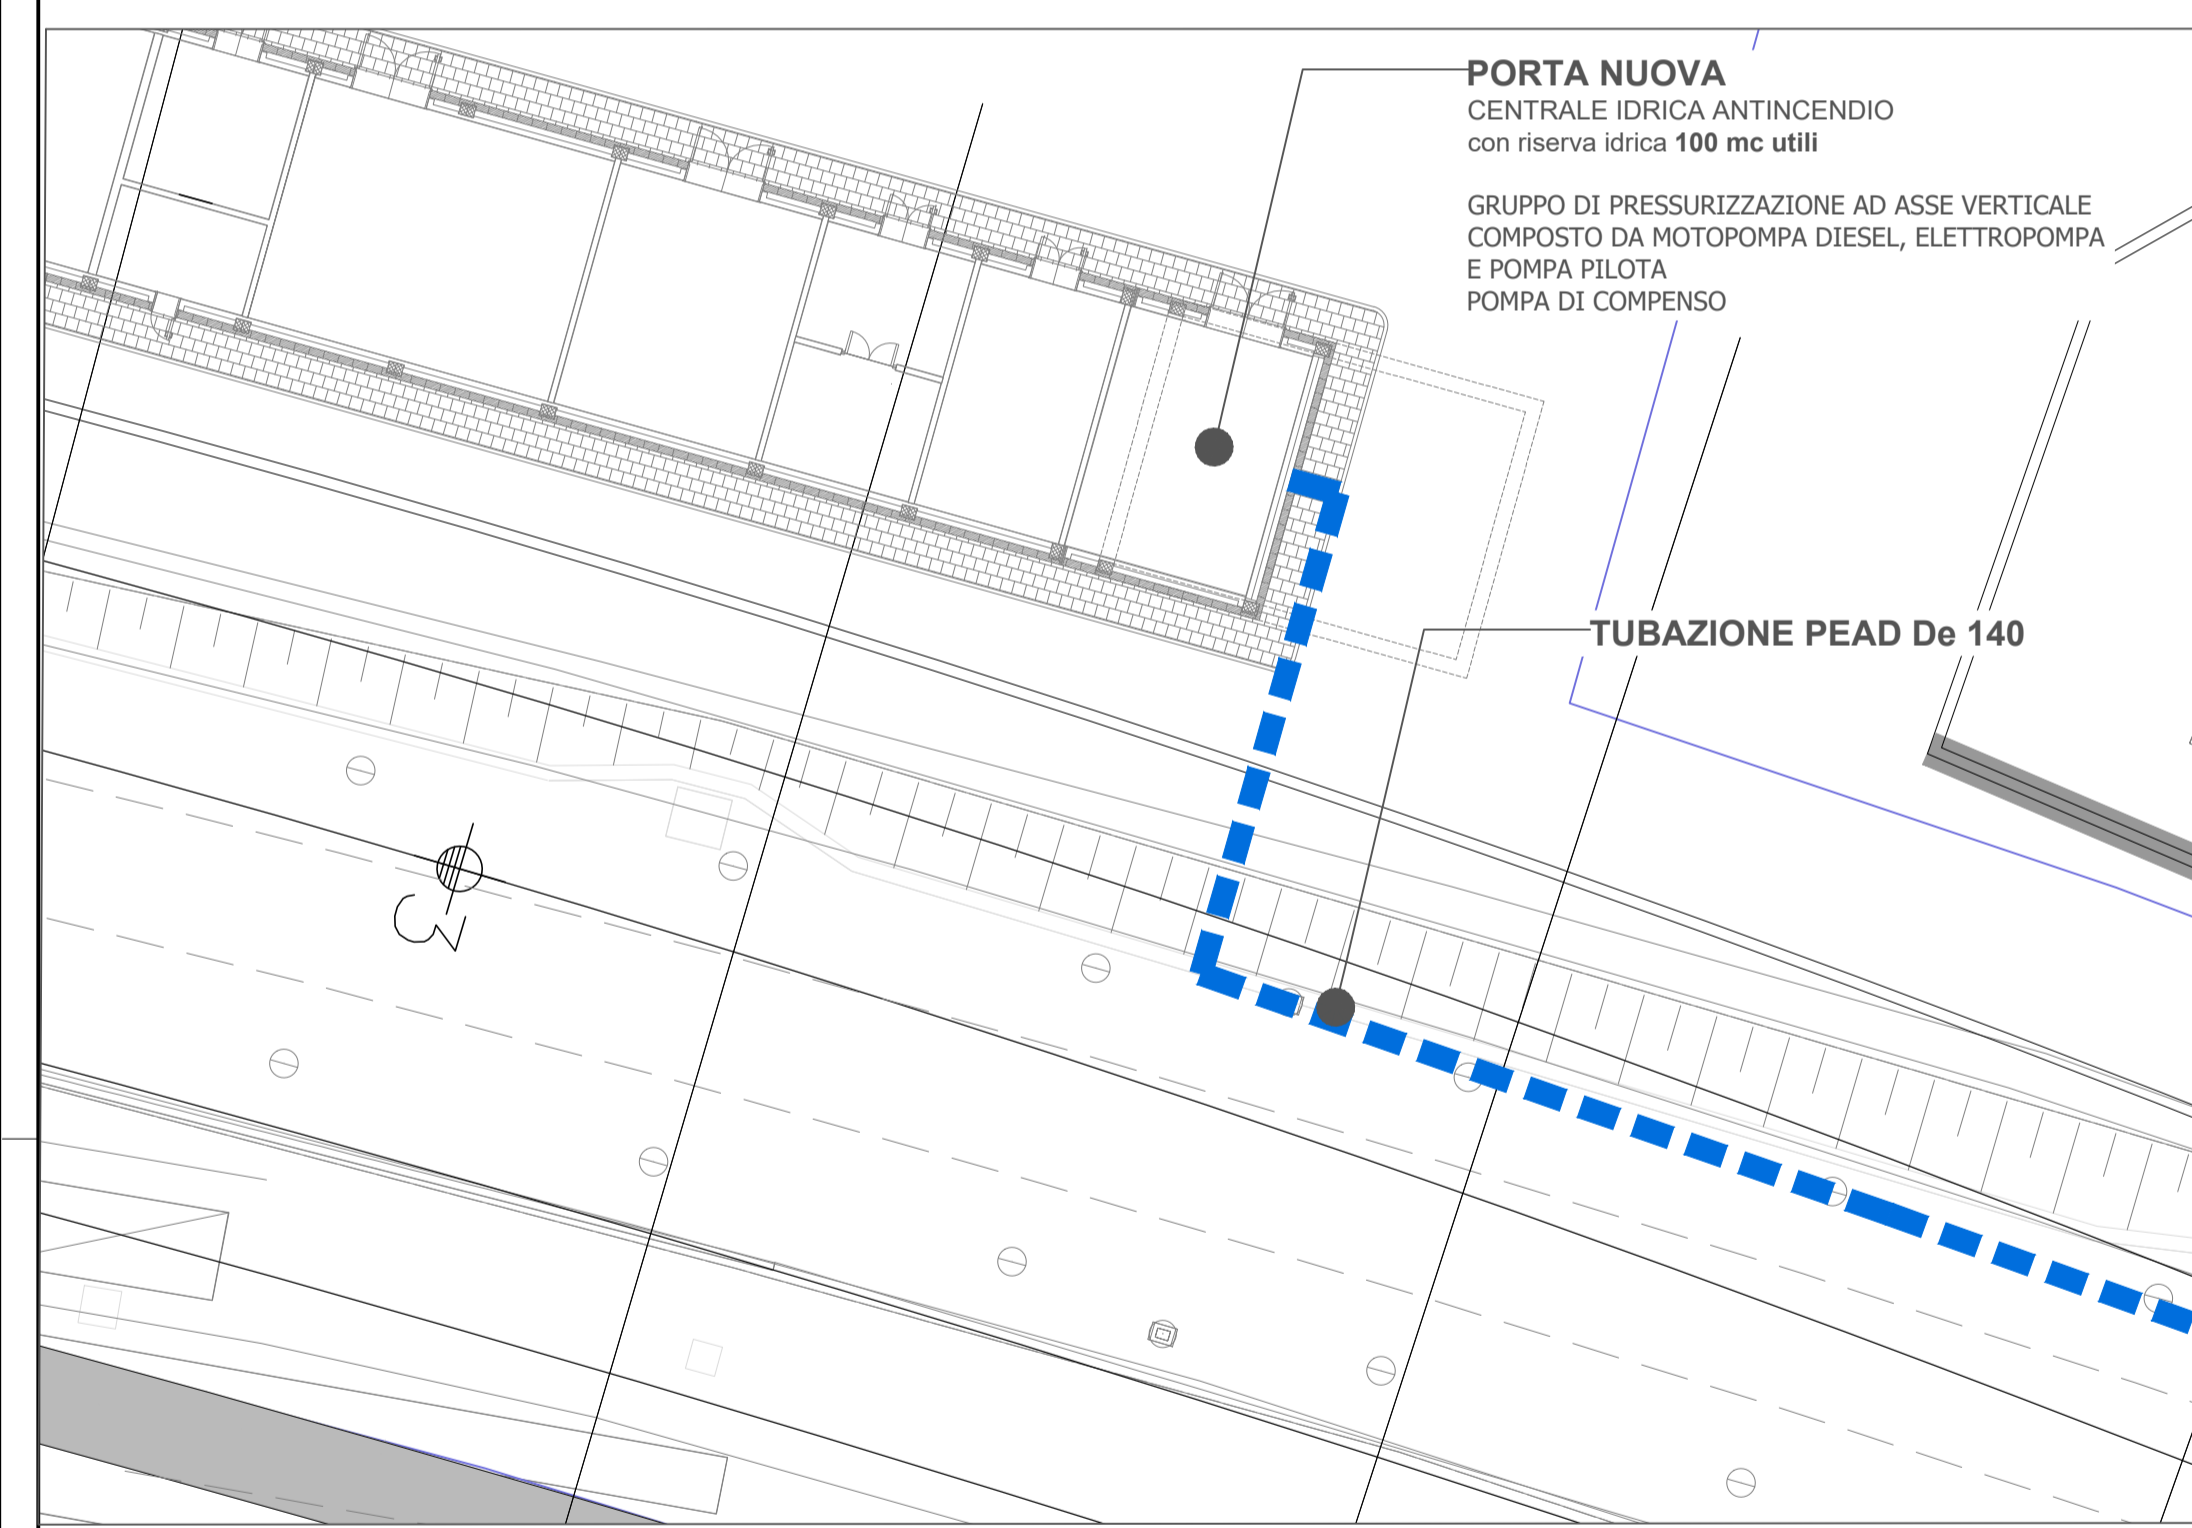 PORTA NUOVA
CENTRALE IDRICA ANTINCENDIO
con riserva idrica 100 mc utili
GRUPPO DI PRESSURIZZAZIONE AD ASSE VERTICALE
COMPOSTO DA MOTOPOMPA DIESEL, ELETTROPOMPA
E POMPA PILOTA
POMPA DI COMPENSO
TUBAZIONE PEAD De 140